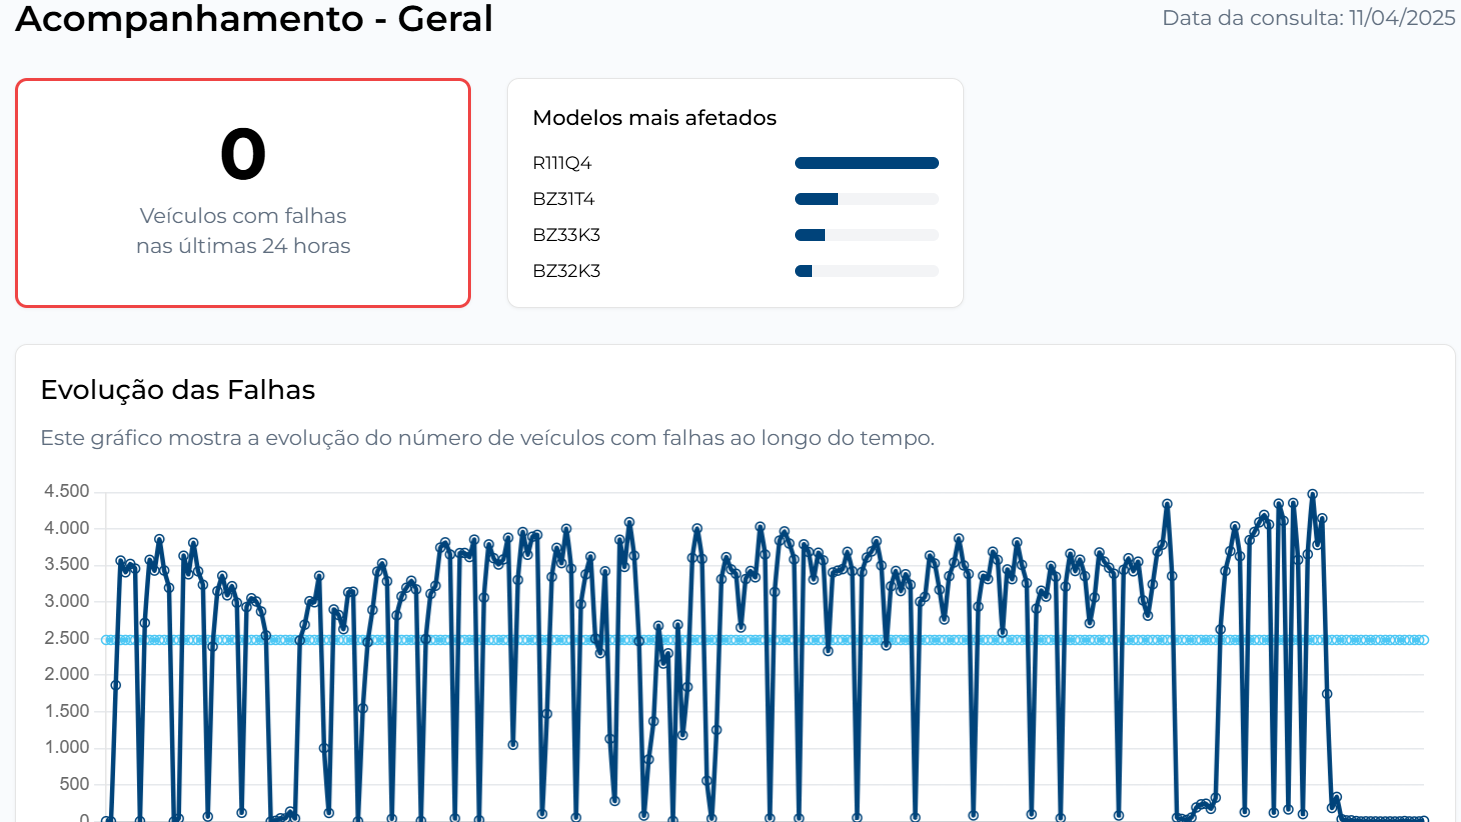 Acompanhamento - Geral
Data da consulta: 11/04/2025
0
Veículos com falhas
nas últimas 24 horas
Modelos mais afetados
R111Q4
BZ31T4
BZ33K3
BZ32K3
Evolução das Falhas
Este gráfico mostra a evolução do número de veículos com falhas ao longo do tempo.
4.500
4.000
3.500
3.000
2.500
2.000
1.500
1.000
500
0